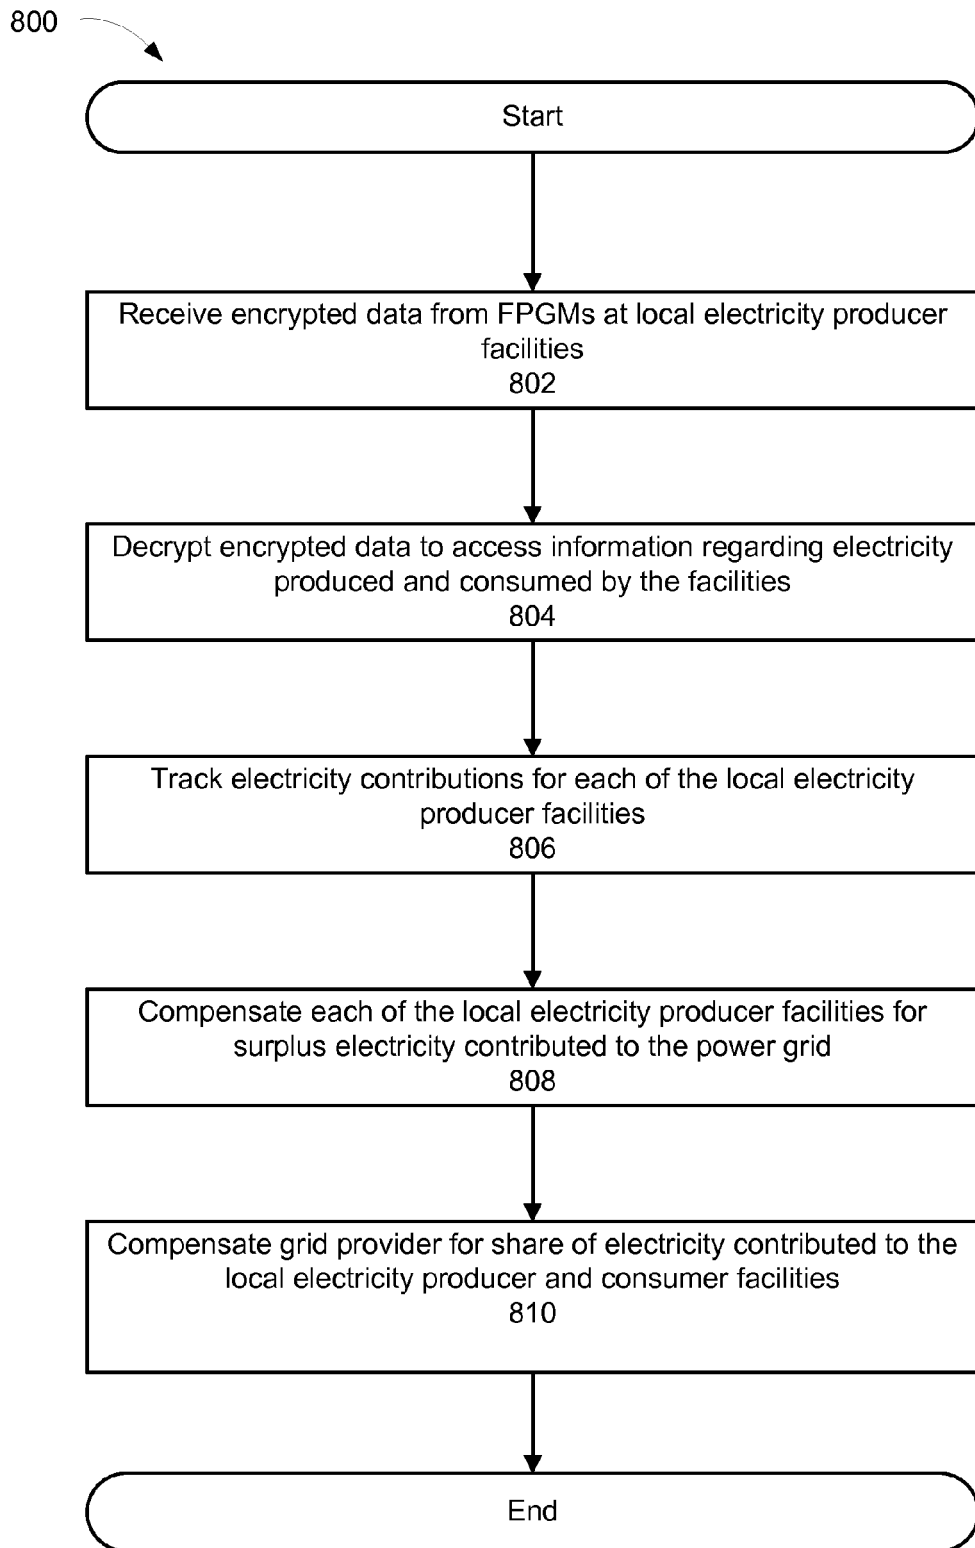 800
Start
Receive encrypted data from FPGMs at local electricity producer
facilities
802
Decrypt encrypted data to access information regarding electricity
produced and consumed by the facilities
804
Track electricity contributions for each of the local electricity
producer facilities
806
Compensate each of the local electricity producer facilities for
surplus electricity contributed to the power grid
808
Compensate grid provider for share of electricity contributed to the
local electricity producer and consumer facilities
810
End